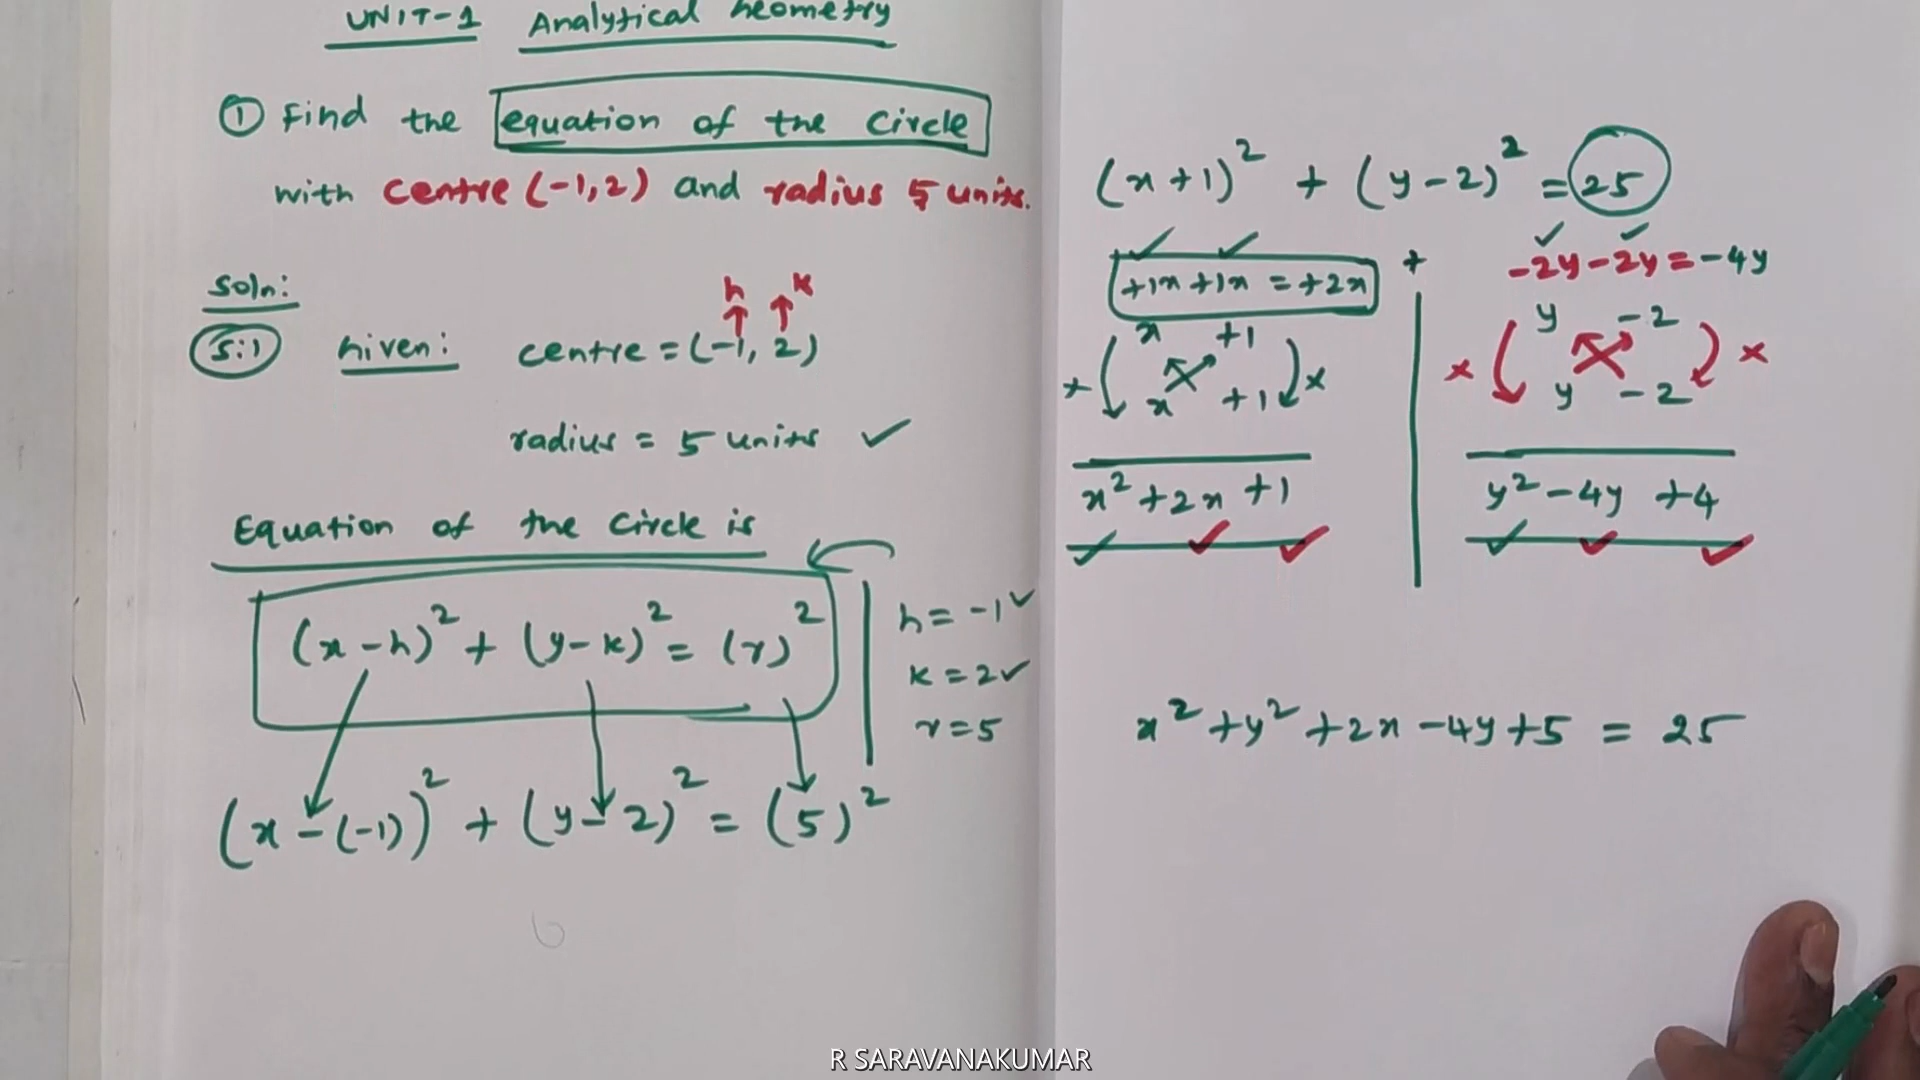 UNIT-1 Analytical Geometry
① Find the equation of the Circle
with centre (-1,2) and radius 5 units.
Soln:
h k
S:1 Given: centre = (-1, 2)
radius = 5 units ✓
Equation of the Circle is
(x-h)² + (y-k)² = (r)²
h = -1 ✓
k = 2 ✓
r = 5
(x-(-1))² + (y-2)² = (5)²
(x+1)² + (y-2)² = 25
+1x +1x = +2x + -2y-2y = -4y
x +1 y -2
x x x x
x +1 y -2
x² +2x +1 y² -4y +4
x² +y² +2x -4y +5 = 25
R SARAVANAKUMAR